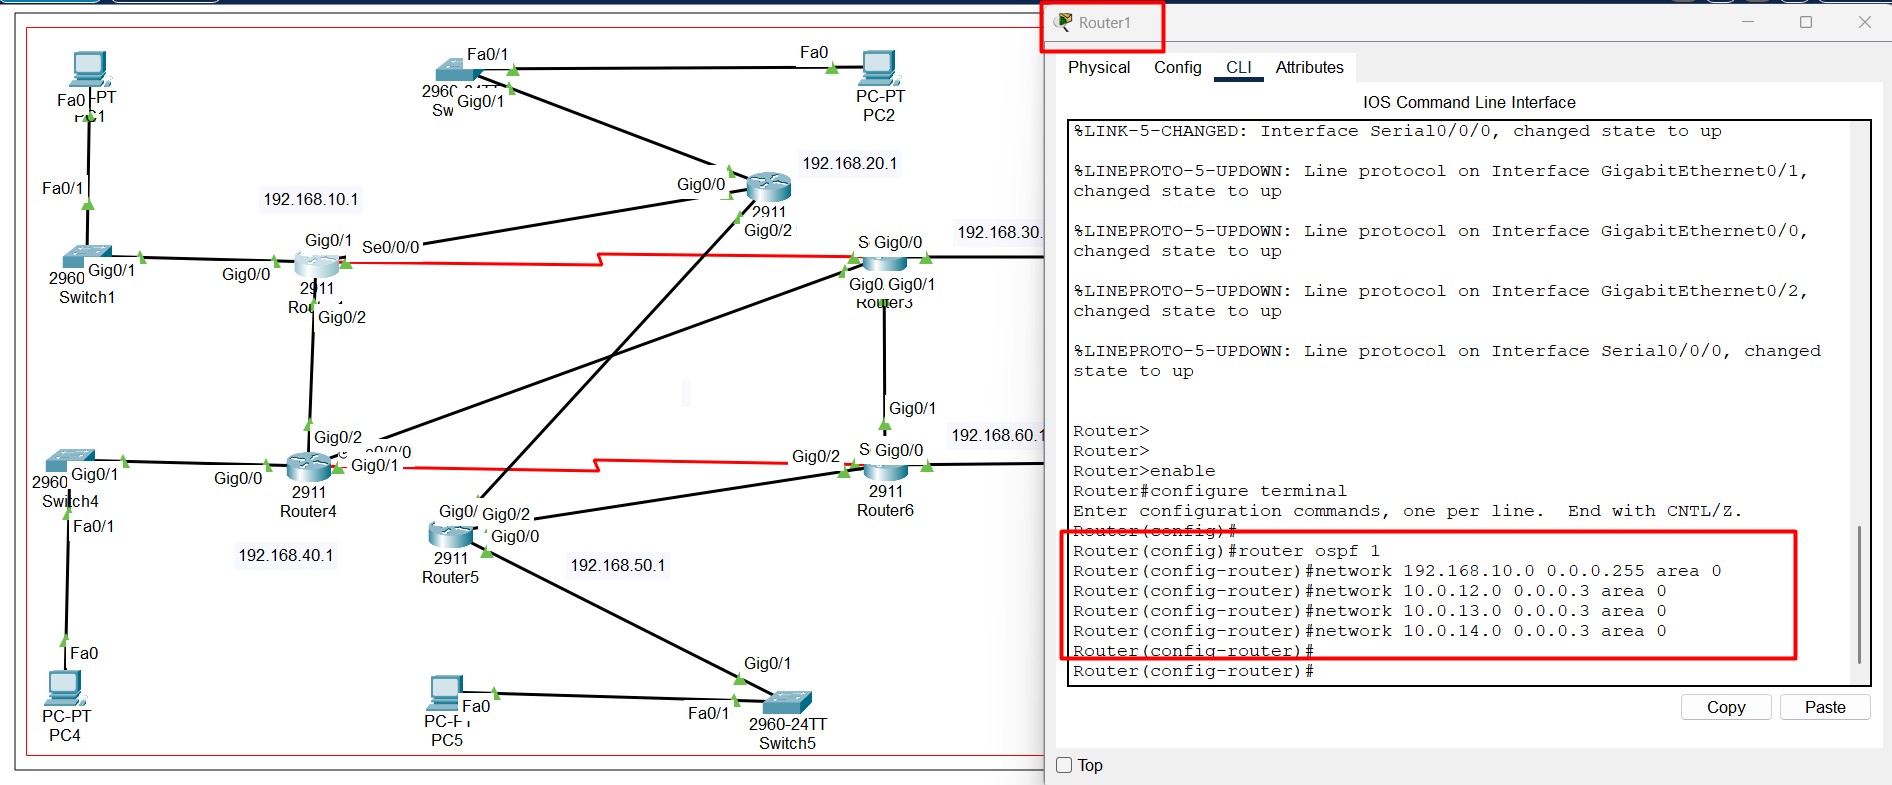 Fa0/1
Fa0
2960-24TT
Gig0/1
Sw
PC-PT
PC2
Fa0
-PT
PC1
Fa0/1
192.168.10.1
192.168.20.1
Gig0/0
2911
Gig0/2
Gig0/1
Se0/0/0
Gig0/0
2911
Gig0/2
2960
Gig0/1
Switch1
192.168.30.
Gig0/0
Gig0/1
Router3
Gig0/2
Gig0/1
Gig0/0
2911
Router4
2960
Gig0/1
Switch4
Fa0/1
192.168.40.1
Gig0/1
192.168.60.1
Gig0/2
Gig0/0
2911
Router6
Gig0/2
Gig0/0
2911
Router5
192.168.50.1
Fa0
PC-PT
PC4
Fa0
PC5
Gig0/1
Fa0/1
2960-24TT
Switch5
Router1
Physical Config CLI Attributes
IOS Command Line Interface
%LINK-5-CHANGED: Interface Serial0/0/0, changed state to up
%LINEPROTO-5-UPDOWN: Line protocol on Interface GigabitEthernet0/1,
changed state to up
%LINEPROTO-5-UPDOWN: Line protocol on Interface GigabitEthernet0/0,
changed state to up
%LINEPROTO-5-UPDOWN: Line protocol on Interface GigabitEthernet0/2,
changed state to up
%LINEPROTO-5-UPDOWN: Line protocol on Interface Serial0/0/0, changed
state to up
Router>
Router>
Router>enable
Router#configure terminal
Enter configuration commands, one per line.  End with CNTL/Z.
Router(config)#
Router(config)#router ospf 1
Router(config-router)#network 192.168.10.0 0.0.0.255 area 0
Router(config-router)#network 10.0.12.0 0.0.0.3 area 0
Router(config-router)#network 10.0.13.0 0.0.0.3 area 0
Router(config-router)#network 10.0.14.0 0.0.0.3 area 0
Router(config-router)#
Router(config-router)#
Copy
Paste
Top